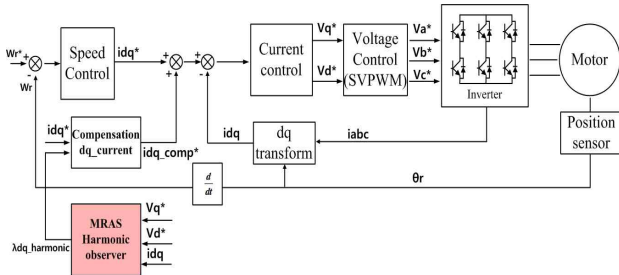 Wr*
+
-
Wr
Speed
Control
idq*
+
+
+
-
Current
control
Vq*
Vd*
Voltage
Control
(SVPWM)
Va*
Vb*
Vc*
Inverter
Motor
idq*
Compensation
dq_current
idq_comp*
idq
dq
transform
iabc
Position
sensor
d
dt
θr
λdq_harmonic
MRAS
Harmonic
observer
Vq*
Vd*
idq